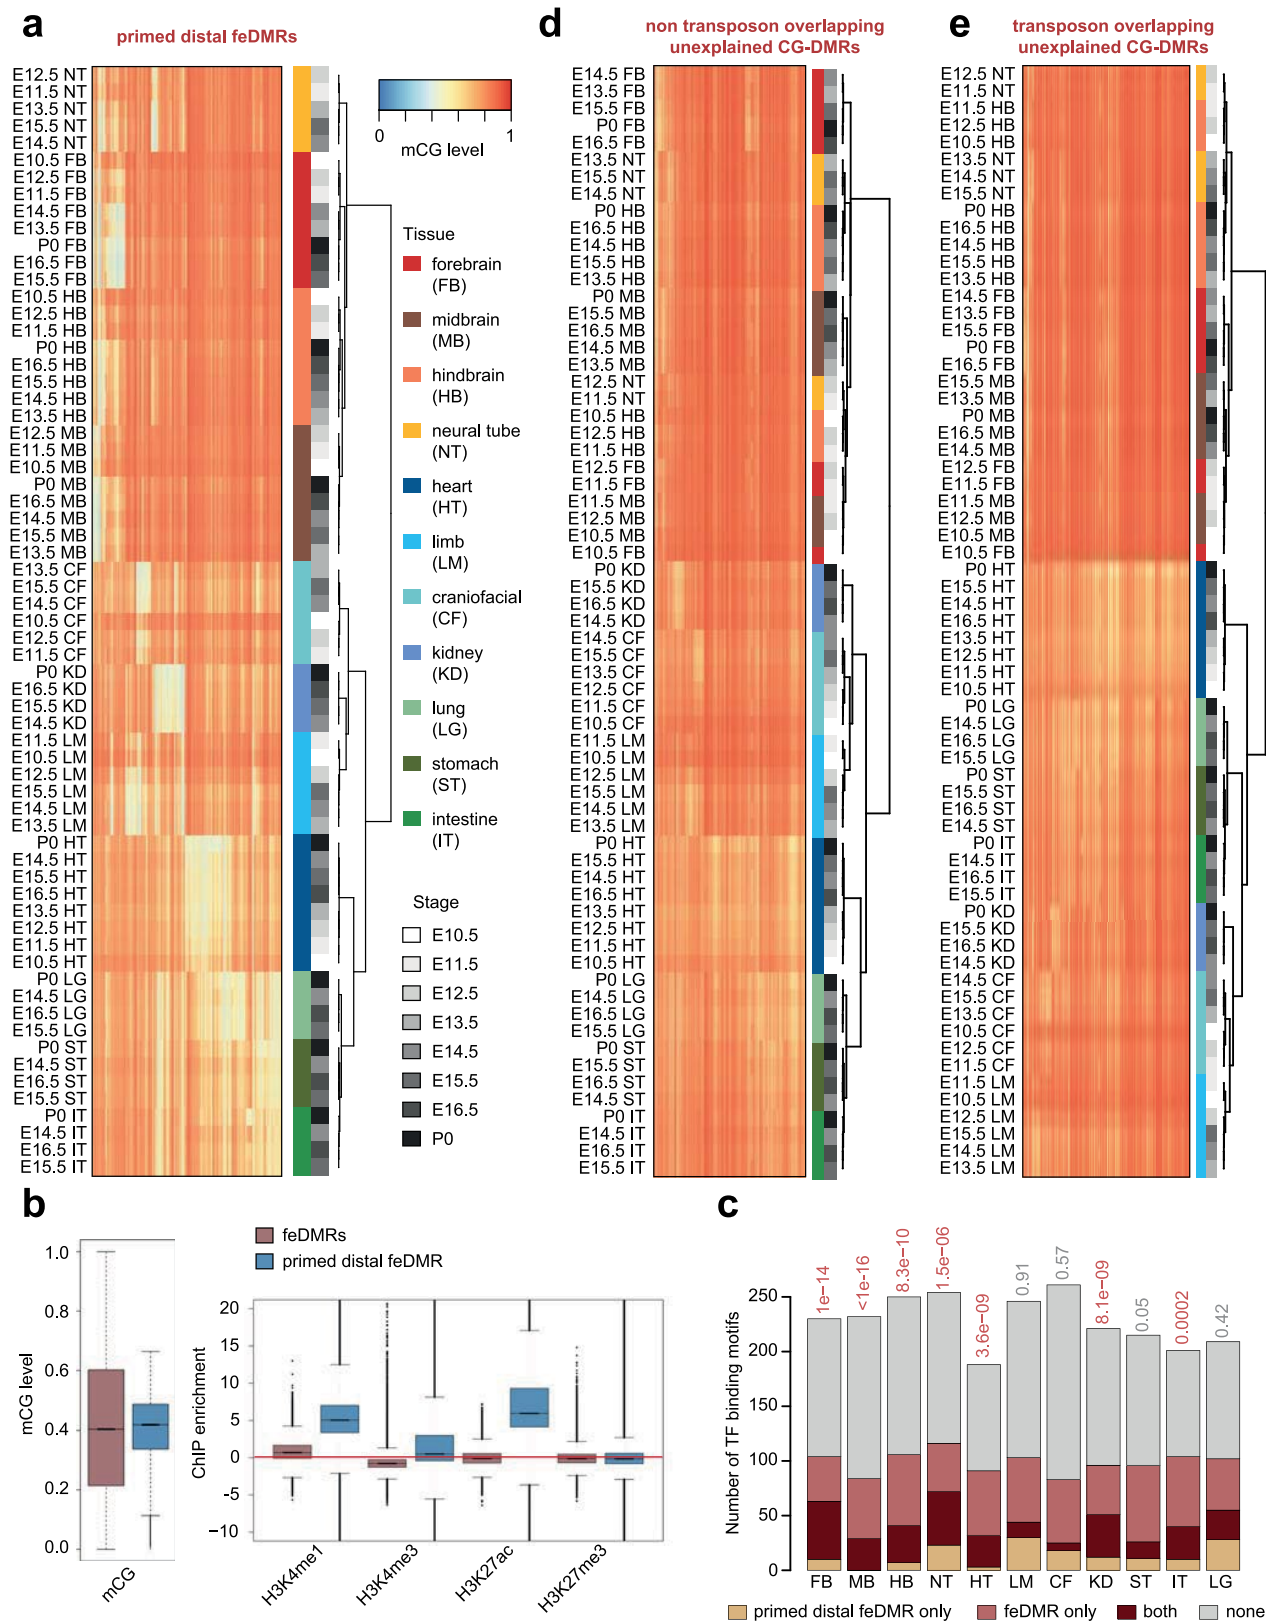 a
primed distal feDMRs
E12.5 NT
E11.5 NT
E13.5 NT
E15.5 NT
E14.5 NT
E10.5 FB
E12.5 FB
E11.5 FB
E14.5 FB
E13.5 FB
P0 FB
E16.5 FB
E15.5 FB
E10.5 HB
E12.5 HB
E11.5 HB
P0 HB
E16.5 HB
E15.5 HB
E14.5 HB
E13.5 HB
E12.5 MB
E11.5 MB
E10.5 MB
P0 MB
E16.5 MB
E14.5 MB
E15.5 MB
E13.5 MB
E13.5 CF
E15.5 CF
E14.5 CF
E10.5 CF
E12.5 CF
E11.5 CF
P0 KD
E16.5 KD
E15.5 KD
E14.5 KD
E11.5 LM
E10.5 LM
E12.5 LM
E15.5 LM
E14.5 LM
E13.5 LM
P0 HT
E14.5 HT
E15.5 HT
E16.5 HT
E13.5 HT
E12.5 HT
E11.5 HT
E10.5 HT
P0 LG
E14.5 LG
E16.5 LG
E15.5 LG
P0 ST
E14.5 ST
E16.5 ST
E15.5 ST
P0 IT
E14.5 IT
E16.5 IT
E15.5 IT
0 1
mCG level
Tissue
forebrain
(FB)
midbrain
(MB)
hindbrain
(HB)
neural tube
(NT)
heart
(HT)
limb
(LM)
craniofacial
(CF)
kidney
(KD)
lung
(LG)
stomach
(ST)
intestine
(IT)
Stage
E10.5
E11.5
E12.5
E13.5
E14.5
E15.5
E16.5
P0
d
non transposon overlapping
unexplained CG-DMRs
E14.5 FB
E13.5 FB
E15.5 FB
P0 FB
E16.5 FB
E13.5 NT
E15.5 NT
E14.5 NT
P0 HB
E16.5 HB
E14.5 HB
E15.5 HB
E13.5 HB
P0 MB
E15.5 MB
E16.5 MB
E14.5 MB
E13.5 MB
E12.5 NT
E11.5 NT
E10.5 HB
E12.5 HB
E11.5 HB
E12.5 FB
E11.5 FB
E11.5 MB
E12.5 MB
E10.5 MB
E10.5 FB
P0 KD
E15.5 KD
E16.5 KD
E14.5 KD
E14.5 CF
E15.5 CF
E13.5 CF
E12.5 CF
E11.5 CF
E10.5 CF
E11.5 LM
E10.5 LM
E12.5 LM
E15.5 LM
E14.5 LM
E13.5 LM
P0 HT
E15.5 HT
E14.5 HT
E16.5 HT
E13.5 HT
E12.5 HT
E11.5 HT
E10.5 HT
P0 LG
E14.5 LG
E16.5 LG
E15.5 LG
P0 ST
E15.5 ST
E16.5 ST
E14.5 ST
P0 IT
E14.5 IT
E16.5 IT
E15.5 IT
e
transposon overlapping
unexplained CG-DMRs
E12.5 NT
E11.5 NT
E11.5 HB
E12.5 HB
E10.5 HB
E13.5 NT
E14.5 NT
E15.5 NT
P0 HB
E16.5 HB
E14.5 HB
E15.5 HB
E13.5 HB
E14.5 FB
E13.5 FB
E15.5 FB
P0 FB
E16.5 FB
E15.5 MB
E13.5 MB
P0 MB
E16.5 MB
E14.5 MB
E12.5 FB
E11.5 FB
E11.5 MB
E12.5 MB
E10.5 MB
E10.5 FB
P0 HT
E15.5 HT
E14.5 HT
E16.5 HT
E13.5 HT
E12.5 HT
E11.5 HT
E10.5 HT
P0 LG
E14.5 LG
E16.5 LG
E15.5 LG
P0 ST
E15.5 ST
E16.5 ST
E14.5 ST
P0 IT
E14.5 IT
E16.5 IT
E15.5 IT
P0 KD
E15.5 KD
E16.5 KD
E14.5 KD
E14.5 CF
E15.5 CF
E13.5 CF
E10.5 CF
E12.5 CF
E11.5 CF
E11.5 LM
E10.5 LM
E12.5 LM
E15.5 LM
E14.5 LM
E13.5 LM
b
mCG level
1.0
0.8
0.6
0.4
0.2
0.0
mCG
feDMRs
primed distal feDMR
ChIP enrichment
20
15
10
5
0
−5
−10
H3K4me1
H3K4me3
H3K27ac
H3K27me3
c
Number of TF binding motifs
250
200
150
100
50
0
1e−14
<1e-16
8.3e−10
1.5e−06
3.6e−09
0.91
0.57
8.1e−09
0.05
0.0002
0.42
FB MB HB NT HT LM CF KD ST IT LG
primed distal feDMR only feDMR only both none